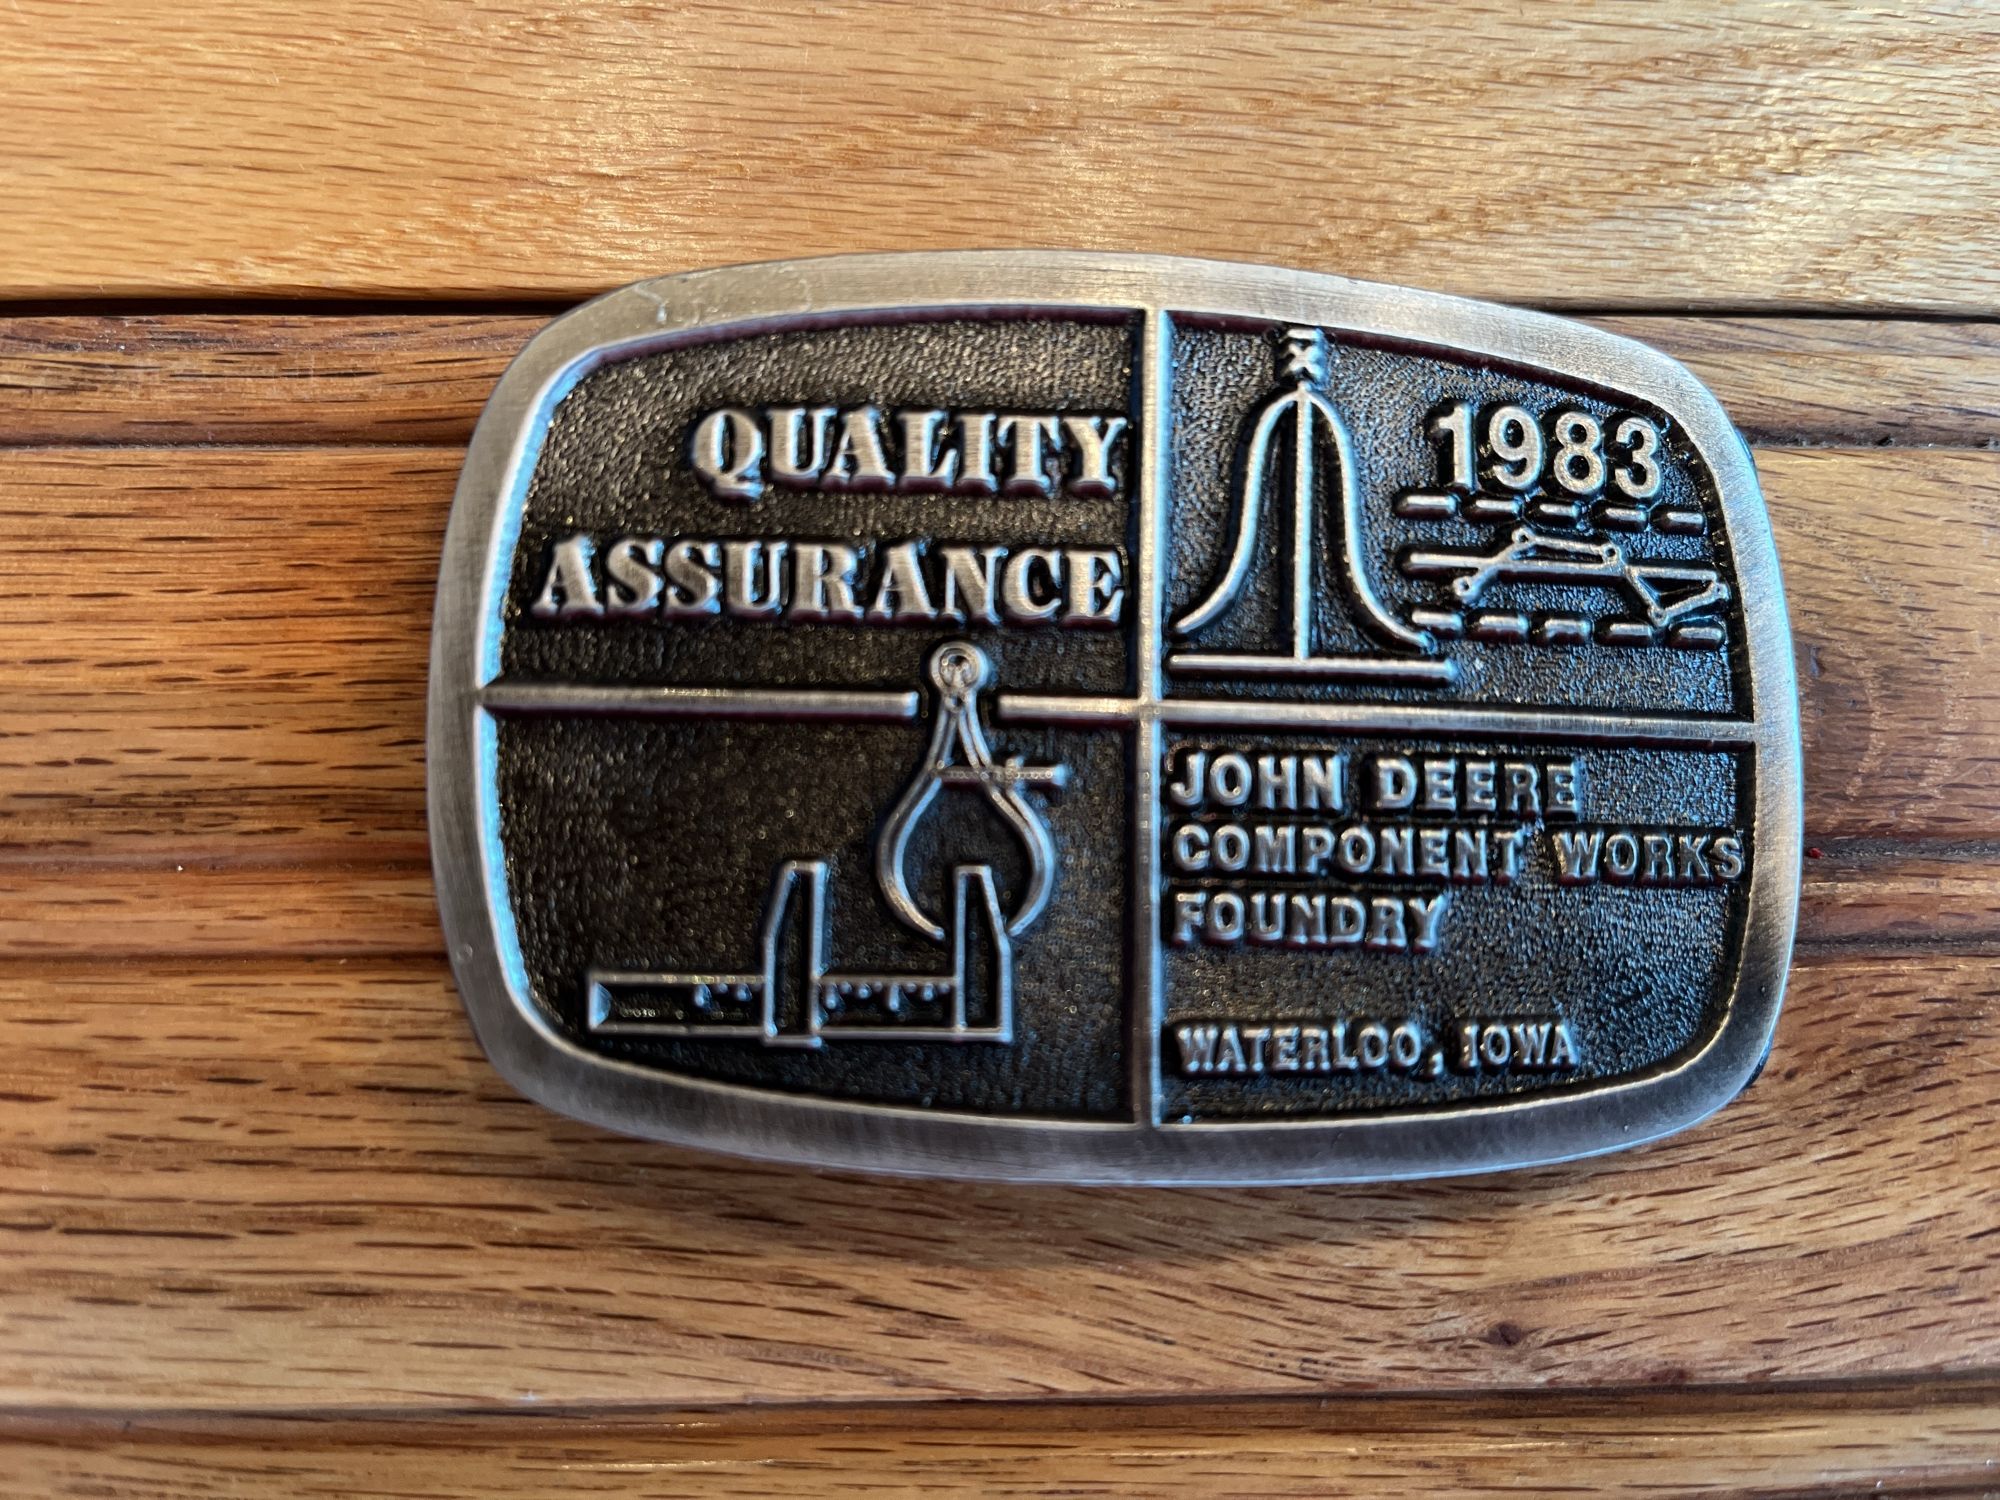 QUALITY
ASSURANCE
X
1983
JOHN DEERE
COMPONENT WORKS
FOUNDRY
WATERLOO, IOWA